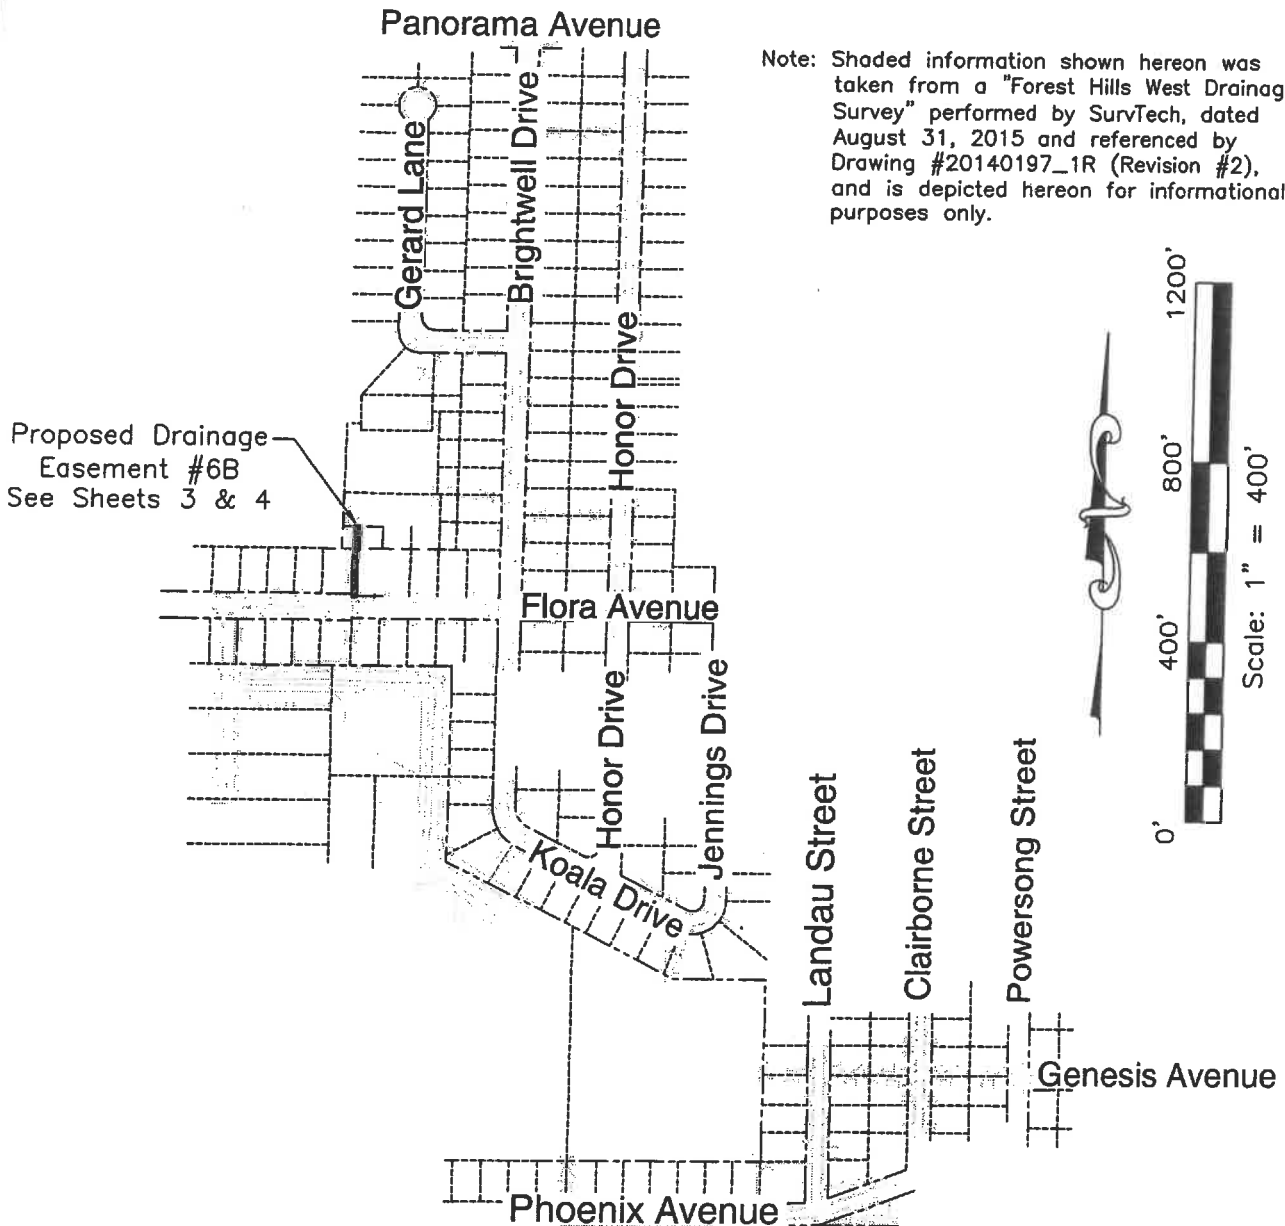 Panorama Avenue
Note: Shaded information shown hereon was
taken from a "Forest Hills West Drainag
Survey" performed by SurvTech, dated
August 31, 2015 and referenced by
Drawing #20140197_1R (Revision #2),
and is depicted hereon for informational
purposes only.
Gerard Lane
Brightwell Drive
Honor Drive
Proposed Drainage
Easement #6B
See Sheets 3 & 4
Flora Avenue
Honor Drive
Jennings Drive
Koala Drive
Landau Street
Clairborne Street
Powersong Street
Genesis Avenue
Phoenix Avenue
1200'
800'
400'
0'
Scale: 1" = 400'